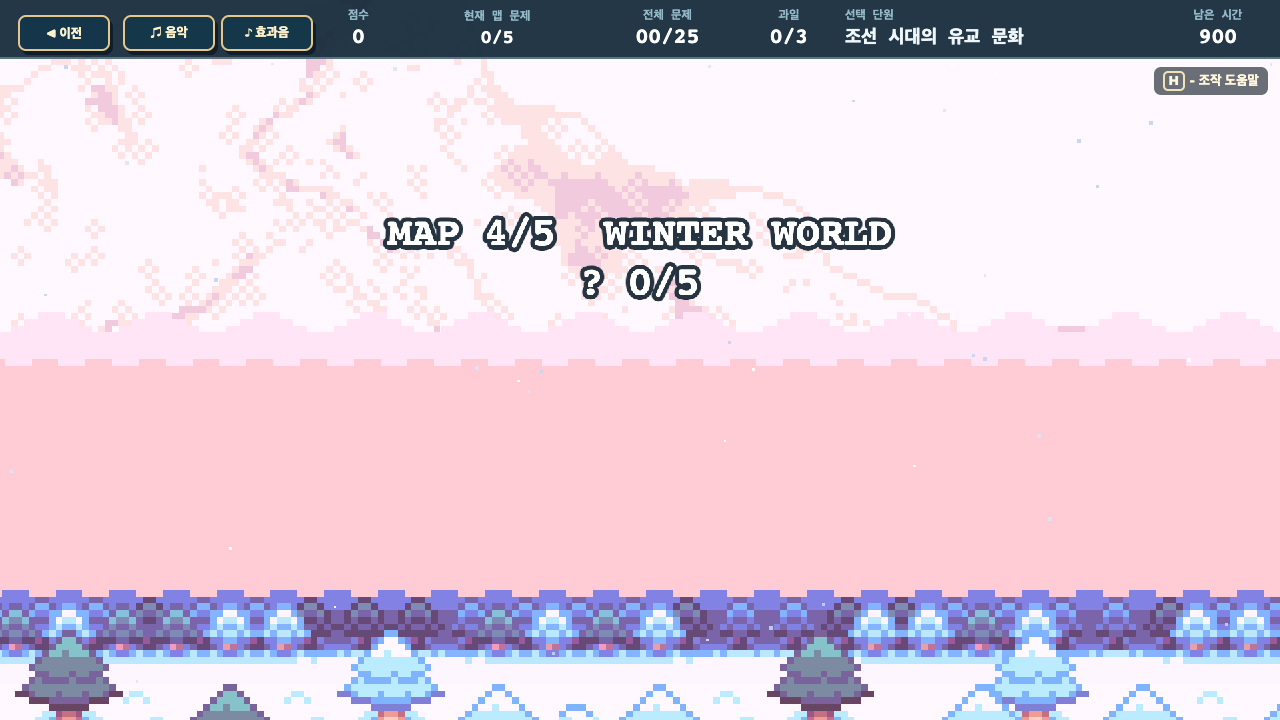 ◀ 이전
♫ 음악
♪ 효과음
점수
0
현재 맵 문제
0/5
전체 문제
00/25
과일
0/3
선택 단원
조선 시대의 유교 문화
남은 시간
900
H - 조작 도움말
MAP 4/5 WINTER WORLD
? 0/5